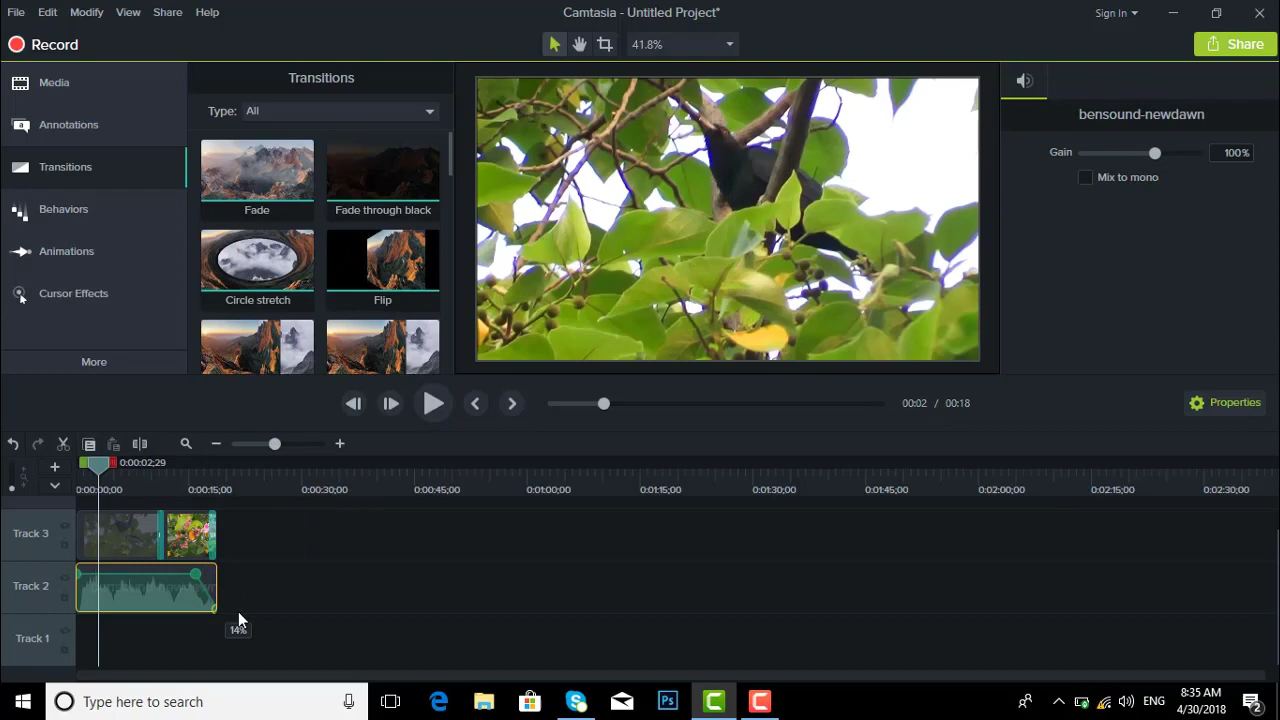 File Edit Modify View Share Help
Camtasia - Untitled Project*
Sign In
Record
41.8%
Share
Media
Annotations
Transitions
Behaviors
Animations
Cursor Effects
More
Transitions
Type: All
Fade
Fade through black
Circle stretch
Flip
bensound-newdawn
Gain 100%
Mix to mono
00:02 / 00:18
Properties
0:00:02;29
0:00:00;00 0:00:15;00 0:00:30;00 0:00:45;00 0:01:00;00 0:01:15;00 0:01:30;00 0:01:45;00 0:02:00;00 0:02:15;00 0:02:30;00
Track 3
Track 2
Track 1
14%
Type here to search
Ps
ENG
8:35 AM
4/30/2018
2